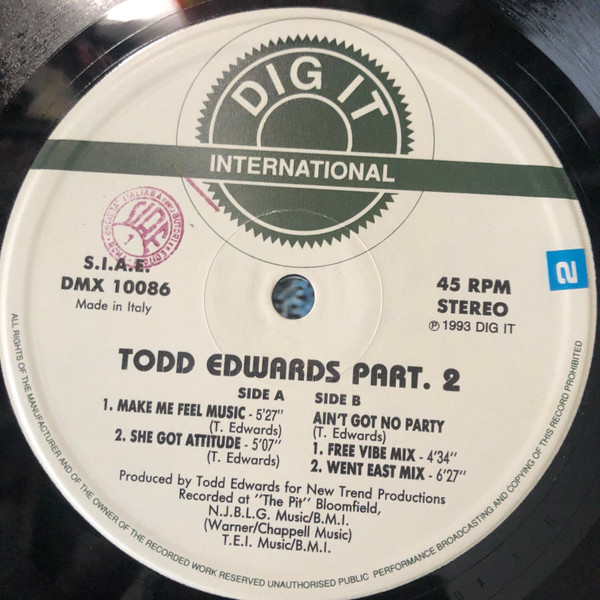 DIG IT
INTERNATIONAL
S.I.A.E.
DMX 10086
Made in Italy
45 RPM
STEREO
℗ 1993 DIG IT
2
TODD EDWARDS PART. 2
SIDE A
1. MAKE ME FEEL MUSIC - 5'27"
(T. Edwards)
2. SHE GOT ATTITUDE - 5'07"
(T. Edwards)
SIDE B
AIN'T GOT NO PARTY
(T. Edwards)
1. FREE VIBE MIX - 4'34"
2. WENT EAST MIX - 6'27"
Produced by Todd Edwards for New Trend Productions
Recorded at "The Pit" Bloomfield,
N.J.B.L.G. Music/B.M.I.
(Warner/Chappell Music)
T.E.I. Music/B.M.I.
ALL RIGHTS OF THE MANUFACTURER AND OF THE OWNER OF THE RECORDED WORK RESERVED UNAUTHORISED PUBLIC PERFORMANCE BROADCASTING AND COPYING OF THIS RECORD PROHIBITED